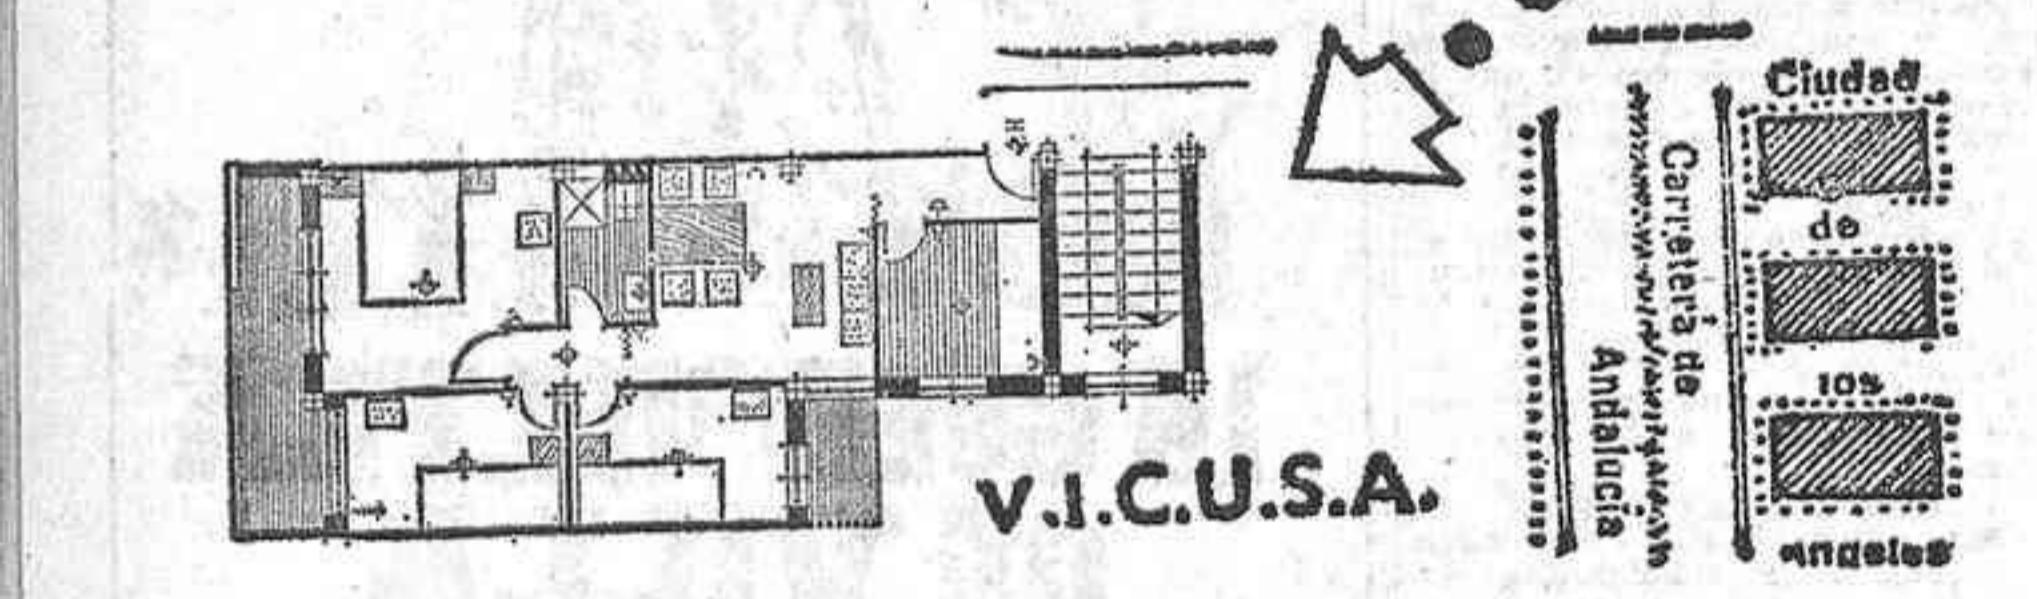 V.I.C.U.S.A.
Carretera de
Andalucía
Ciudad
de
los
Angeles